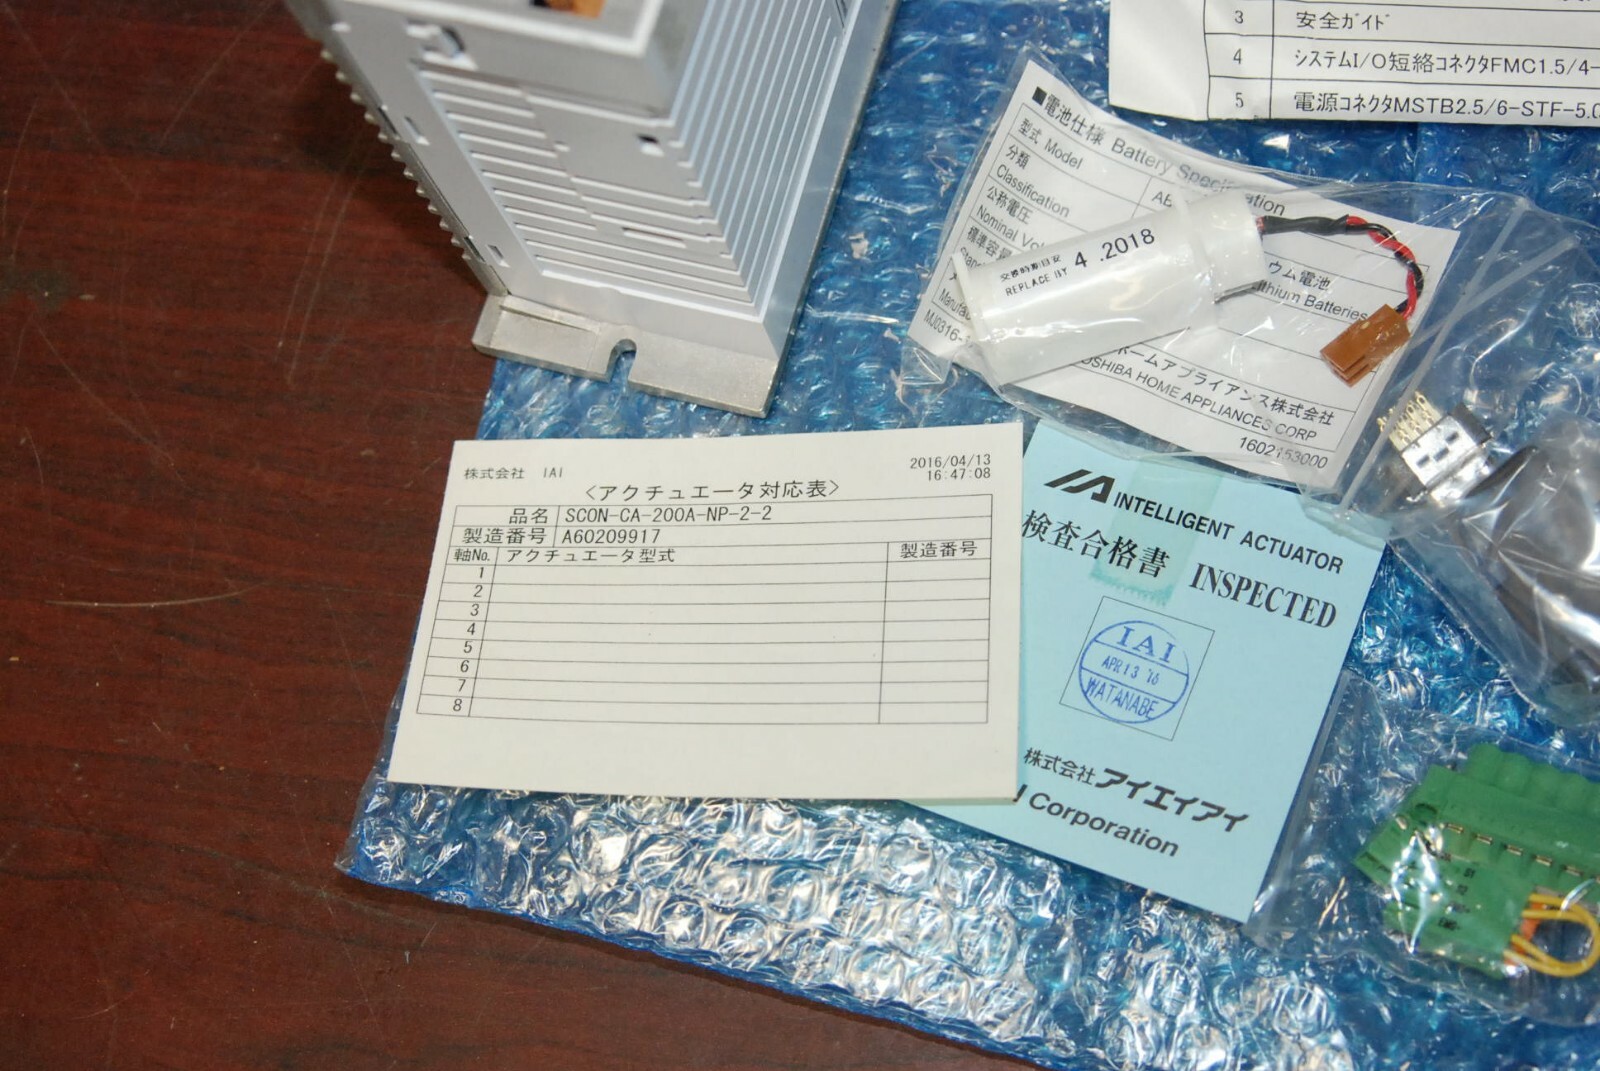 3 安全ガイド
4 システムI/O短絡コネクタFMC1.5/4-
5 電源コネクタMSTB2.5/6-STF-5.0
■電池仕様 Battery Specification
型式 Model
分類
Classification
公称電圧
Nominal
標準容量
交換時期目安
REPLACE BY 4 .2018
ウム電池
Lithium Batteries
MJ0316-
ホームアプライアンス株式会社
TOSHIBA HOME APPLIANCES CORP
1602153000
株式会社 IAI
2016/04/13
16:47:08
<アクチュエータ対応表>
品名 SCON-CA-200A-NP-2-2
製造番号 A60209917
軸No. アクチュエータ型式 製造番号
1
2
3
4
5
6
7
8
IA INTELLIGENT ACTUATOR
検査合格書 INSPECTED
IAI
APR 13 '16
WATANABE
株式会社アイエイアイ
I Corporation